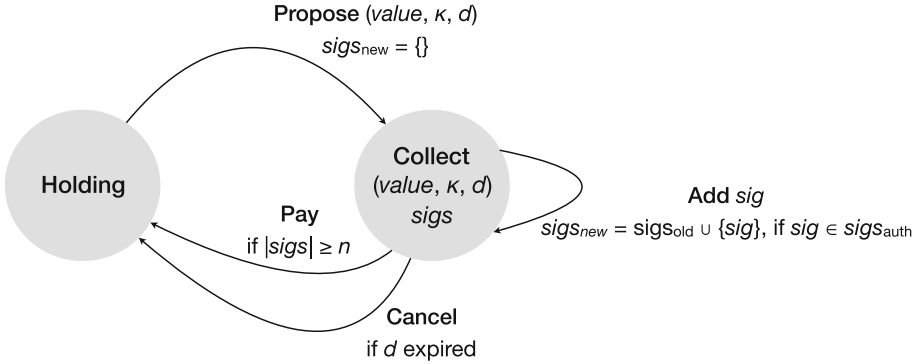 Propose (value, κ, d)
sigsnew = {}
Holding
Collect
(value, κ, d)
sigs
Add sig
sigsnew = sigsold ∪ {sig}, if sig ∈ sigsauth
Pay
if |sigs| ≥ n
Cancel
if d expired